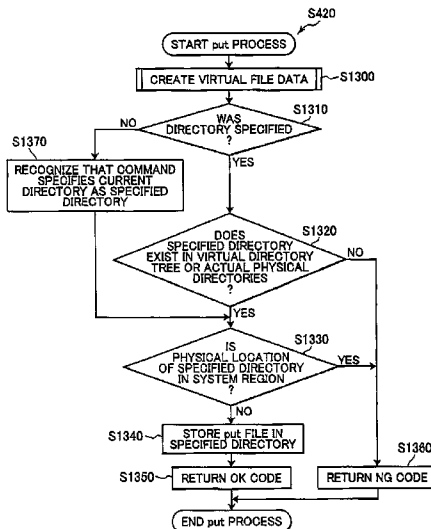 S420
START put PROCESS
CREATE VIRTUAL FILE DATA
S1300
S1310
WAS
DIRECTORY SPECIFIED
?
NO
YES
S1370
RECOGNIZE THAT COMMAND
SPECIFIES CURRENT
DIRECTORY AS SPECIFIED
DIRECTORY
S1320
DOES
SPECIFIED DIRECTORY
EXIST IN VIRTUAL DIRECTORY
TREE OR ACTUAL PHYSICAL
DIRECTORIES
?
NO
YES
S1330
IS
PHYSICAL LOCATION
OF SPECIFIED DIRECTORY
IN SYSTEM REGION
?
YES
NO
S1340
STORE put FILE IN
SPECIFIED DIRECTORY
S1350
RETURN OK CODE
S1360
RETURN NG CODE
END put PROCESS